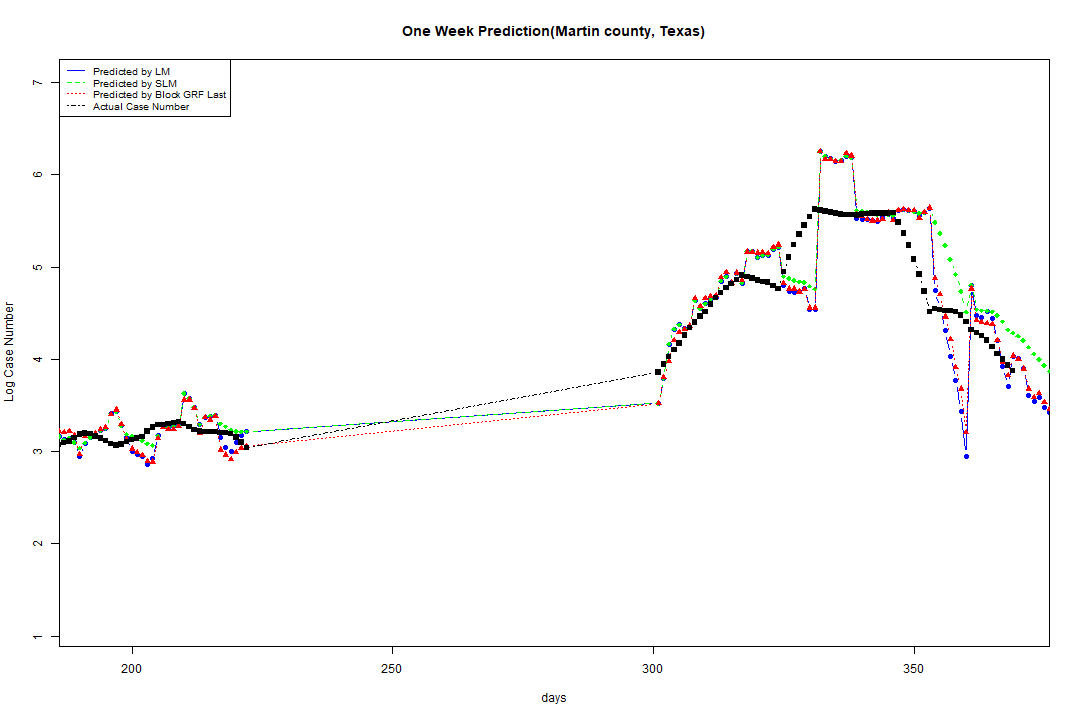 One Week Prediction(Martin county, Texas)
Predicted by LM
Predicted by SLM
Predicted by Block GRF Last
Actual Case Number
7
6
5
4
3
2
1
Log Case Number
200
250
300
350
days